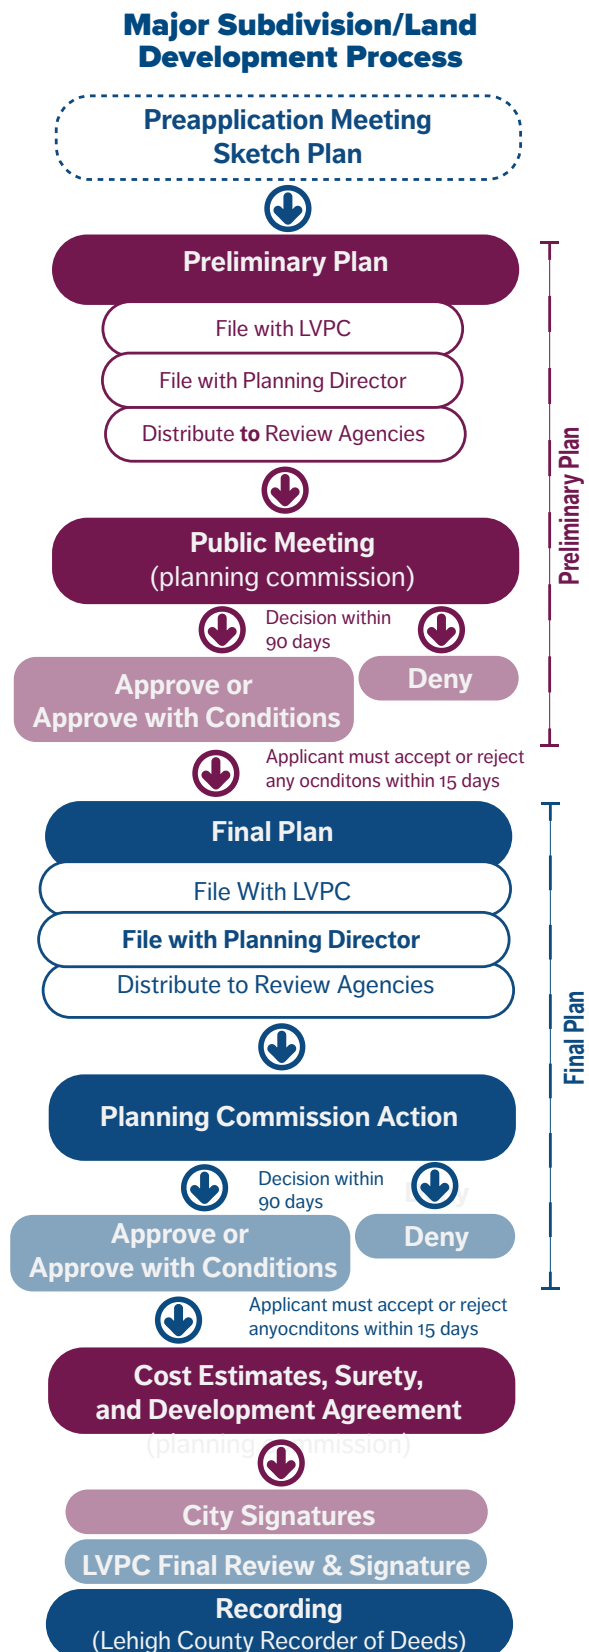 Major Subdivision/Land
Development Process
Preapplication Meeting
Sketch Plan
Preliminary Plan
File with LVPC
File with Planning Director
Distribute to Review Agencies
Public Meeting
(planning commission)
Decision within
90 days
Approve or
Approve with Conditions
Deny
Preliminary Plan
Applicant must accept or reject
any ocnditons within 15 days
Final Plan
File With LVPC
File with Planning Director
Distribute to Review Agencies
Planning Commission Action
Decision within
90 days
Approve or
Approve with Conditions
Deny
Final Plan
Applicant must accept or reject
anyocnditons within 15 days
Cost Estimates, Surety,
and Development Agreement
(planning commission)
City Signatures
LVPC Final Review & Signature
Recording
(Lehigh County Recorder of Deeds)